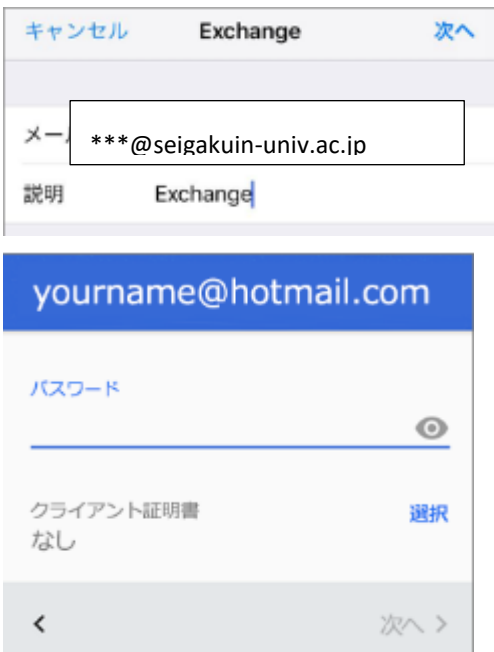 キャンセル Exchange 次へ
メー
***@seigakuin-univ.ac.jp
説明 Exchange
yourname@hotmail.com
パスワード
クライアント証明書 選択
なし
< 次へ >